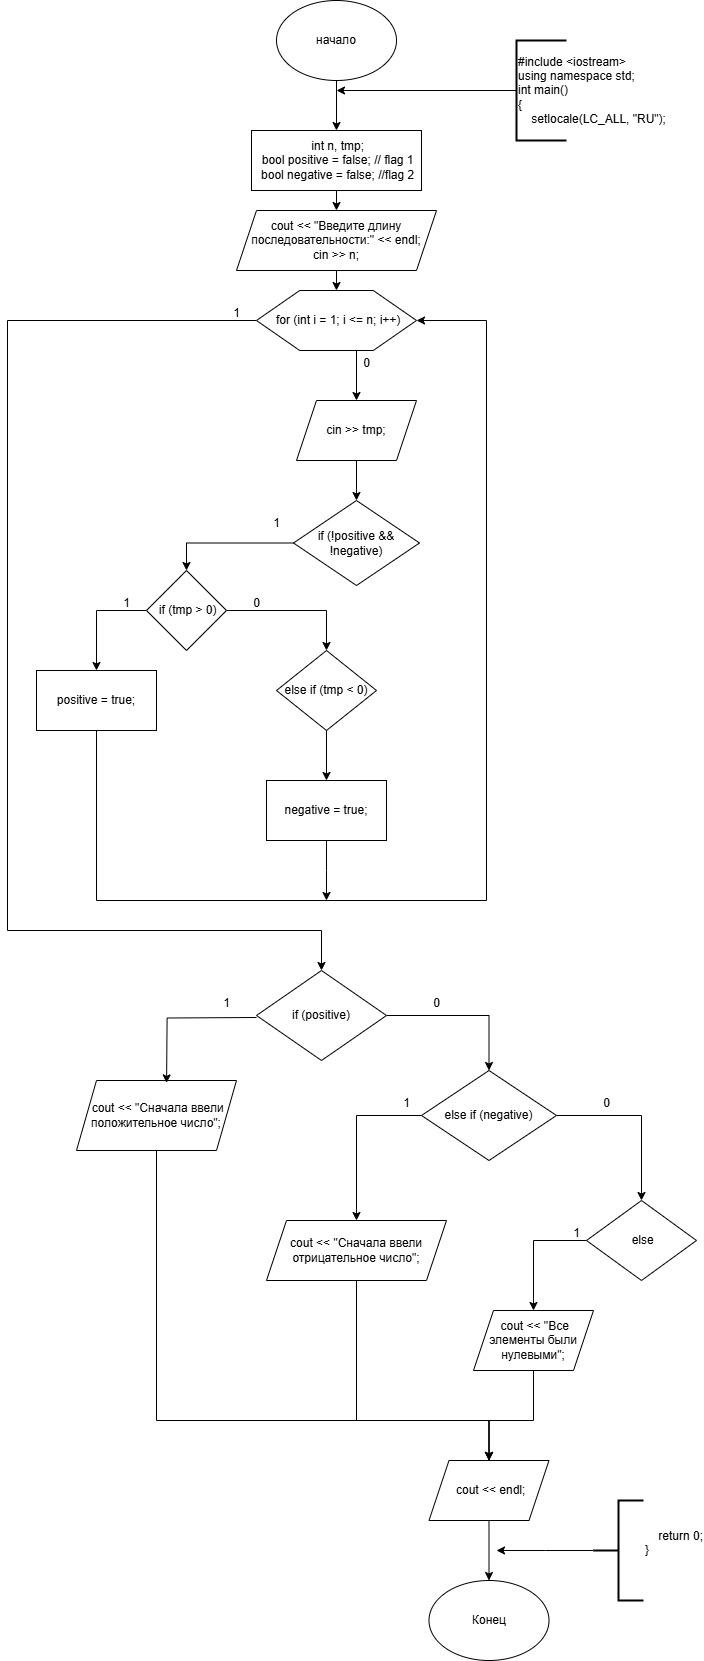 начало
#include <iostream>
using namespace std;
int main()
{
setlocale(LC_ALL, "RU");
int n, tmp;
bool positive = false; // flag 1
bool negative = false; //flag 2
cout << "Введите длину
последовательности:" << endl;
cin >> n;
1
for (int i = 1; i <= n; i++)
0
cin >> tmp;
1
if (!positive &&
!negative)
1
if (tmp > 0)
0
positive = true;
else if (tmp < 0)
negative = true;
1
if (positive)
0
cout << "Сначала ввели
положительное число";
1
else if (negative)
0
cout << "Сначала ввели
отрицательное число";
1
else
cout << "Все
элементы были
нулевыми";
cout << endl;
return 0;
}
Конец